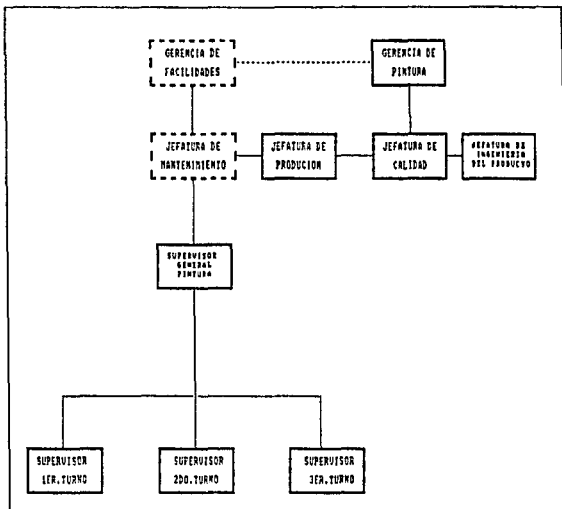 GERENCIA DE
FACILIDADES
GERENCIA DE
PINTURA
JEFATURA DE
MANTENIMIENTO
JEFATURA DE
PRODUCION
JEFATURA DE
CALIDAD
JEFATURA DE
INGENIERIA
DEL PRODUCTO
SUPERVISOR
GENERAL
PINTURA
SUPERVISOR
1ER.TURNO
SUPERVISOR
2DO.TURNO
SUPERVISOR
3ER.TURNO